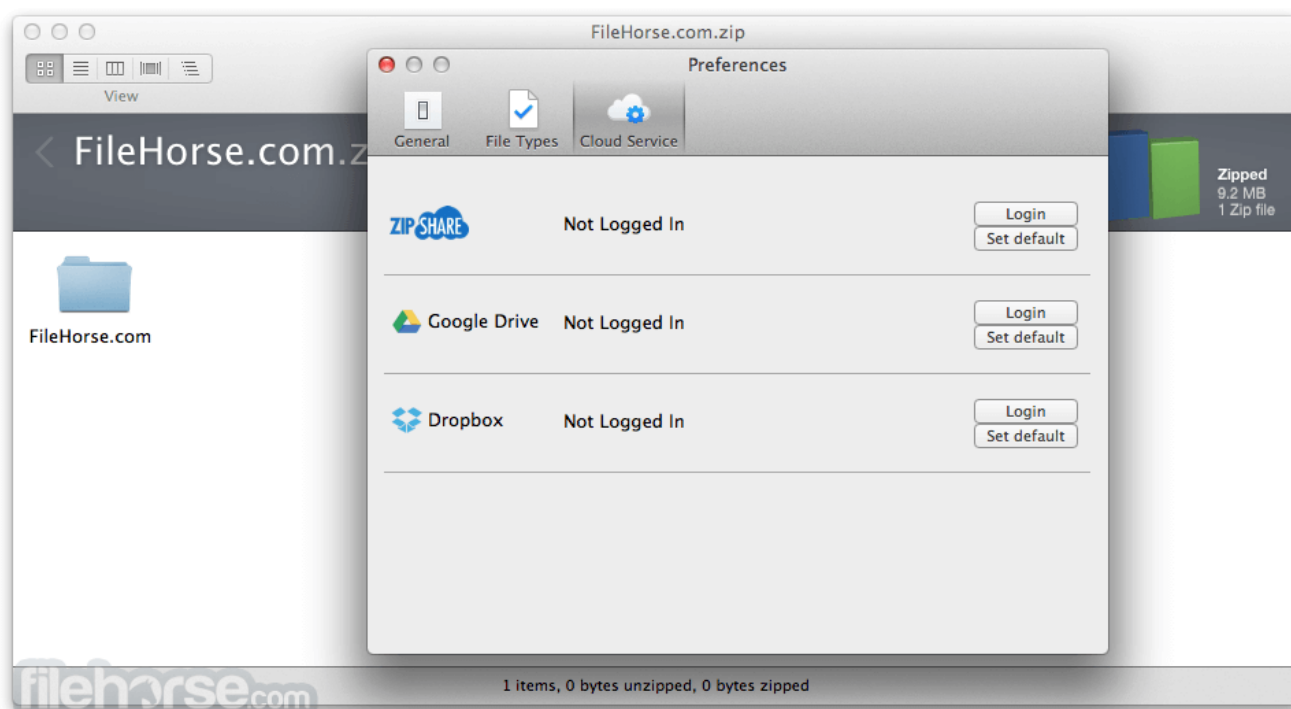 FileHorse.com.zip
View
FileHorse.com.z
Preferences
General File Types Cloud Service
Zipped
9.2 MB
1 Zip file
ZIP SHARE Not Logged In Login
Set default
Google Drive Not Logged In Login
Set default
Dropbox Not Logged In Login
Set default
FileHorse.com
1 items, 0 bytes unzipped, 0 bytes zipped
filehorse.com